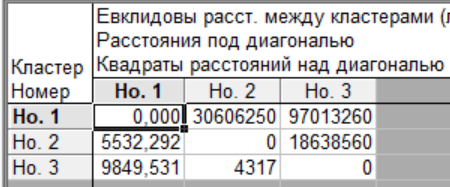 Евклидовы расст. между кластерами (
Расстояния под диагональю
Кластер Квадраты расстояний над диагональю
Номер Но. 1 Но. 2 Но. 3
Но. 1 0,000 30606250 97013260
Но. 2 5532,292 0 18638560
Но. 3 9849,531 4317 0